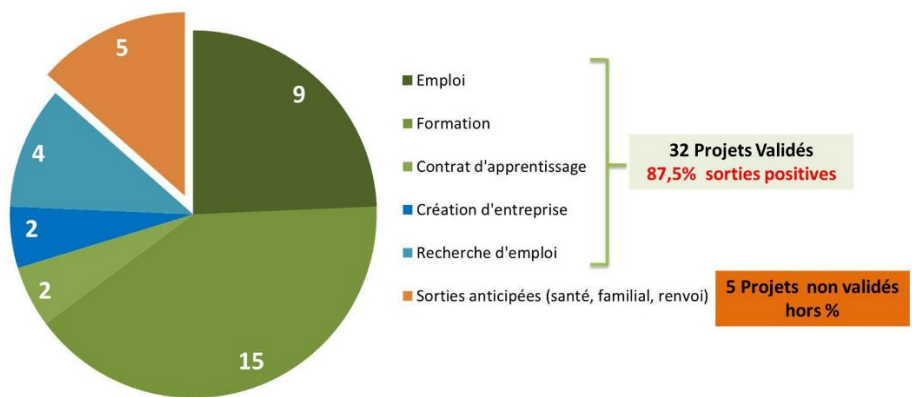 5
9
4
2
2
15
Emploi
Formation
Contrat d'apprentissage
Création d'entreprise
Recherche d'emploi
Sorties anticipées (santé, familial, renvoi)
32 Projets Validés
87,5% sorties positives
5 Projets non validés
hors %